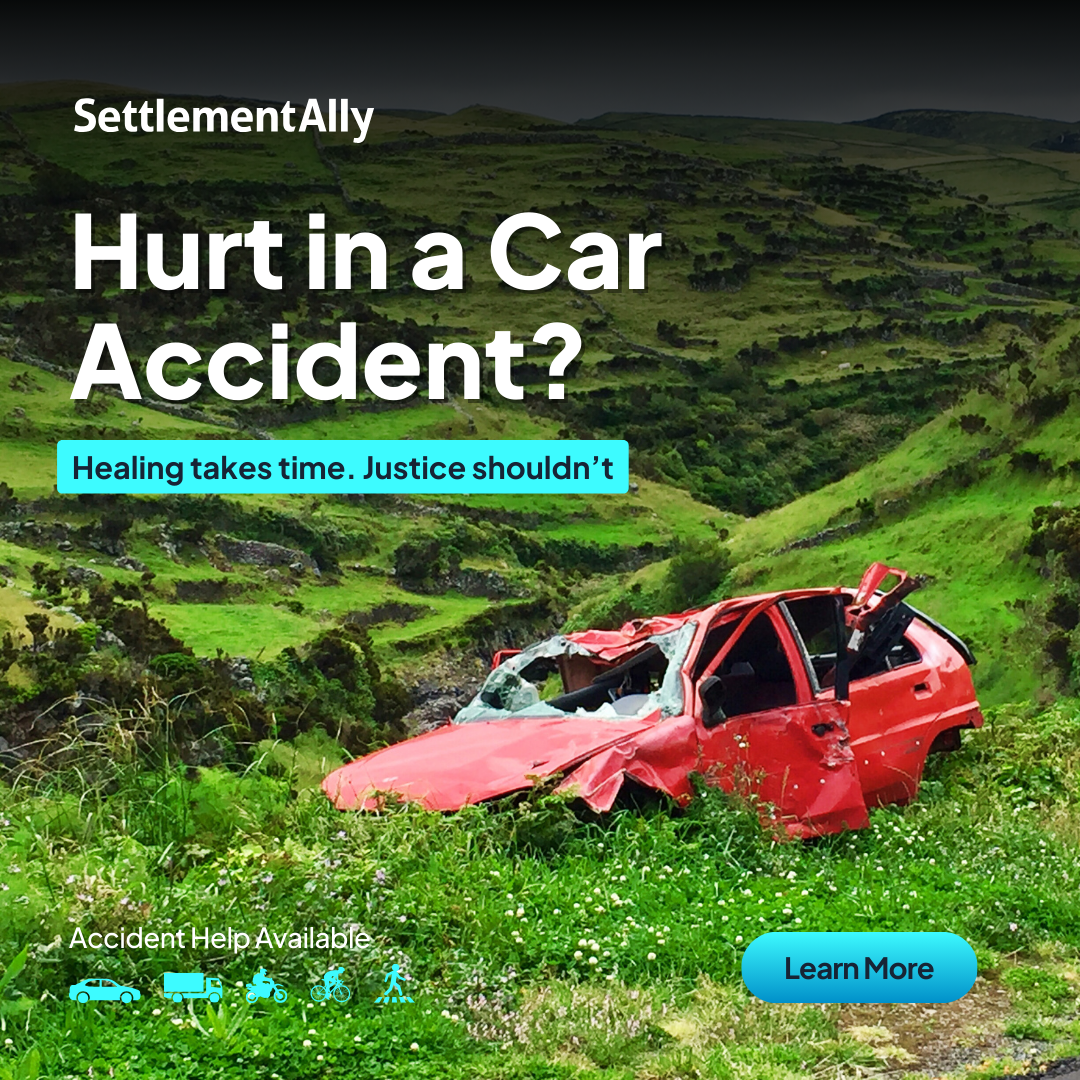 SettlementAlly
Hurt in a Car
Accident?
Healing takes time. Justice shouldn’t
Accident Help Available
Learn More